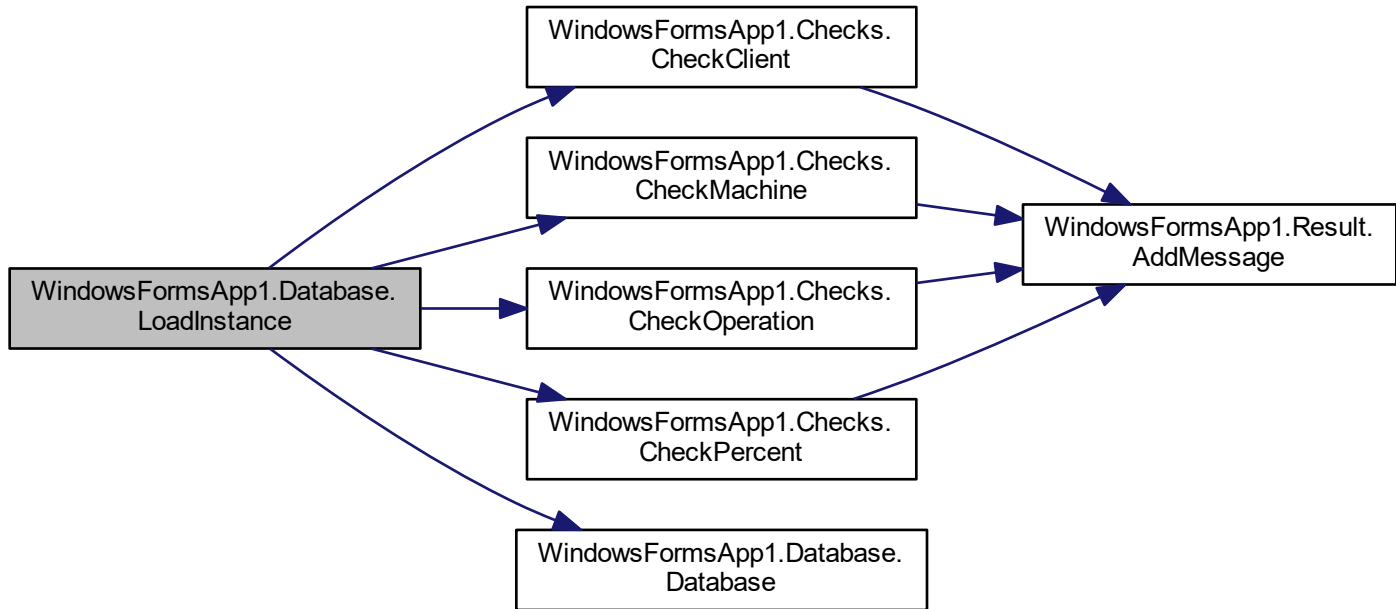 WindowsFormsApp1.Checks.
CheckClient
WindowsFormsApp1.Checks.
CheckMachine
WindowsFormsApp1.Result.
AddMessage
WindowsFormsApp1.Database.
LoadInstance
WindowsFormsApp1.Checks.
CheckOperation
WindowsFormsApp1.Checks.
CheckPercent
WindowsFormsApp1.Database.
Database